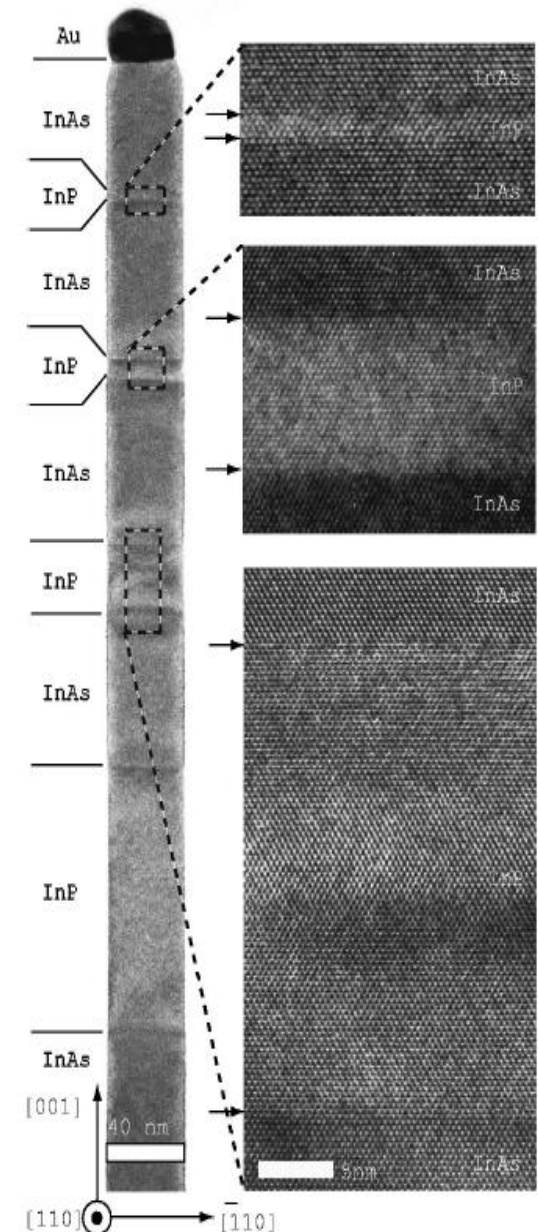 Au
InAs
InP
InAs
InP
InAs
InP
InAs
InP
InAs
[001]
40 nm
[110]
[1̄10]
InAs
InP
InAs
InAs
InP
InAs
InAs
InP
5nm
InAs